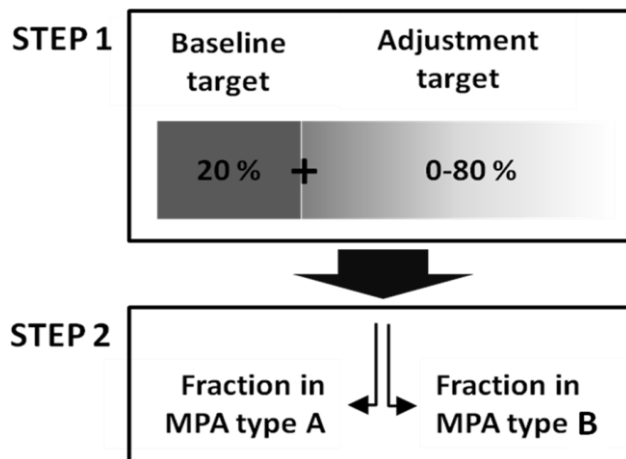 STEP 1
Baseline target
Adjustment target
20 %
+
0-80 %
STEP 2
Fraction in MPA type A
Fraction in MPA type B